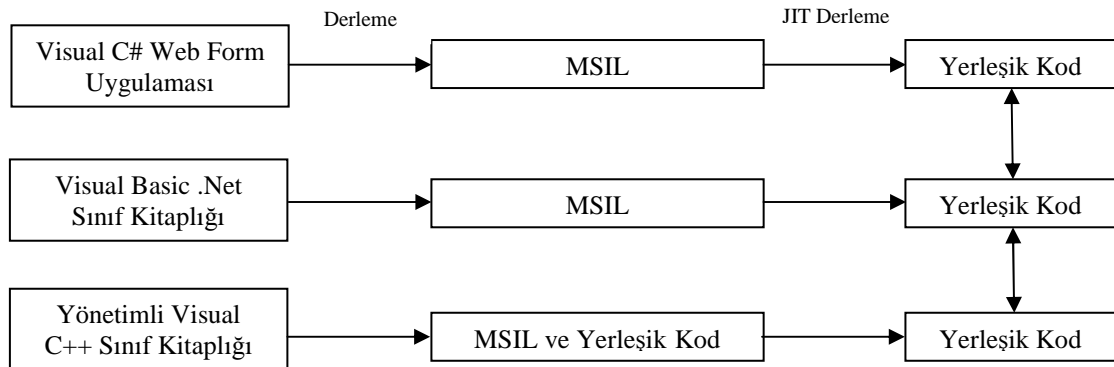 Derleme
JIT Derleme
Visual C# Web Form
Uygulaması
MSIL
Yerleşik Kod
Visual Basic .Net
Sınıf Kitaplığı
MSIL
Yerleşik Kod
Yönetimli Visual
C++ Sınıf Kitaplığı
MSIL ve Yerleşik Kod
Yerleşik Kod